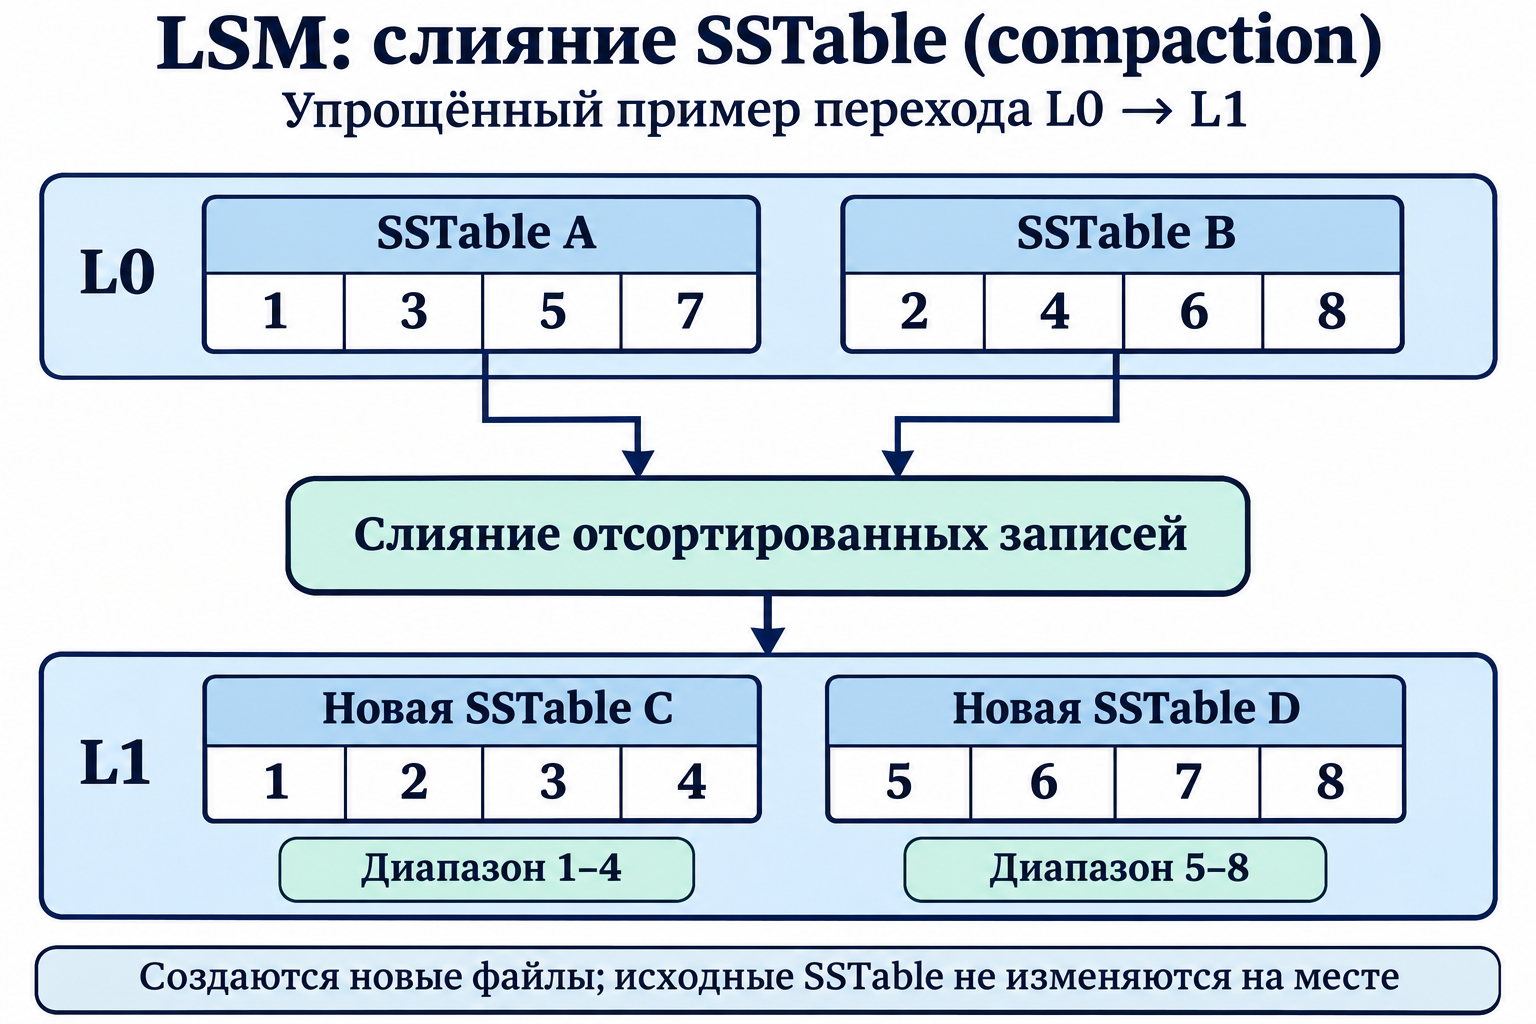 LSM: слияние SSTable (compaction)
Упрощённый пример перехода L0 → L1
L0
SSTable A
1 3 5 7
SSTable B
2 4 6 8
Слияние отсортированных записей
L1
Новая SSTable C
1 2 3 4
Диапазон 1–4
Новая SSTable D
5 6 7 8
Диапазон 5–8
Создаются новые файлы; исходные SSTable не изменяются на месте